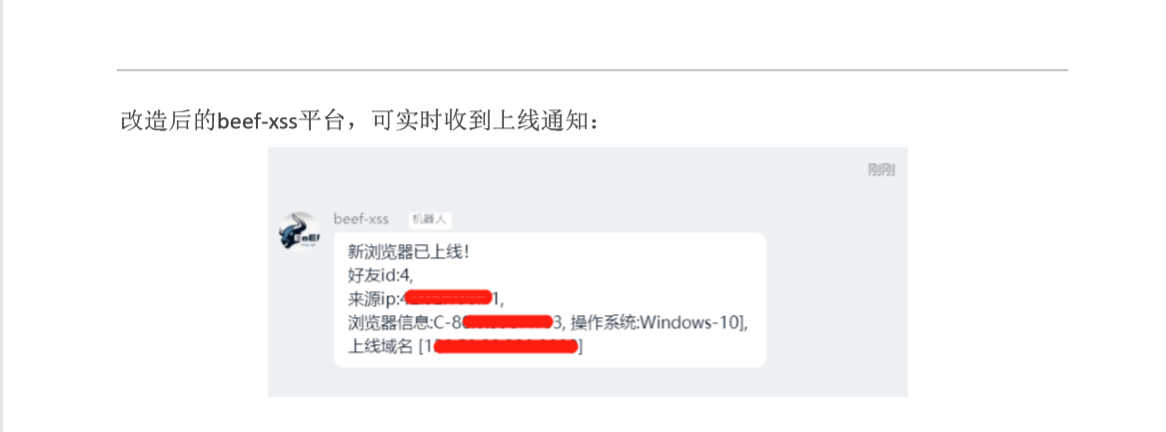 改造后的beef-xss平台，可实时收到上线通知：
刚刚
beef-xss 机器人
新浏览器已上线！
好友id:4,
来源ip:4 1,
浏览器信息:C-8 3, 操作系统:Windows-10],
上线域名 [1 ]